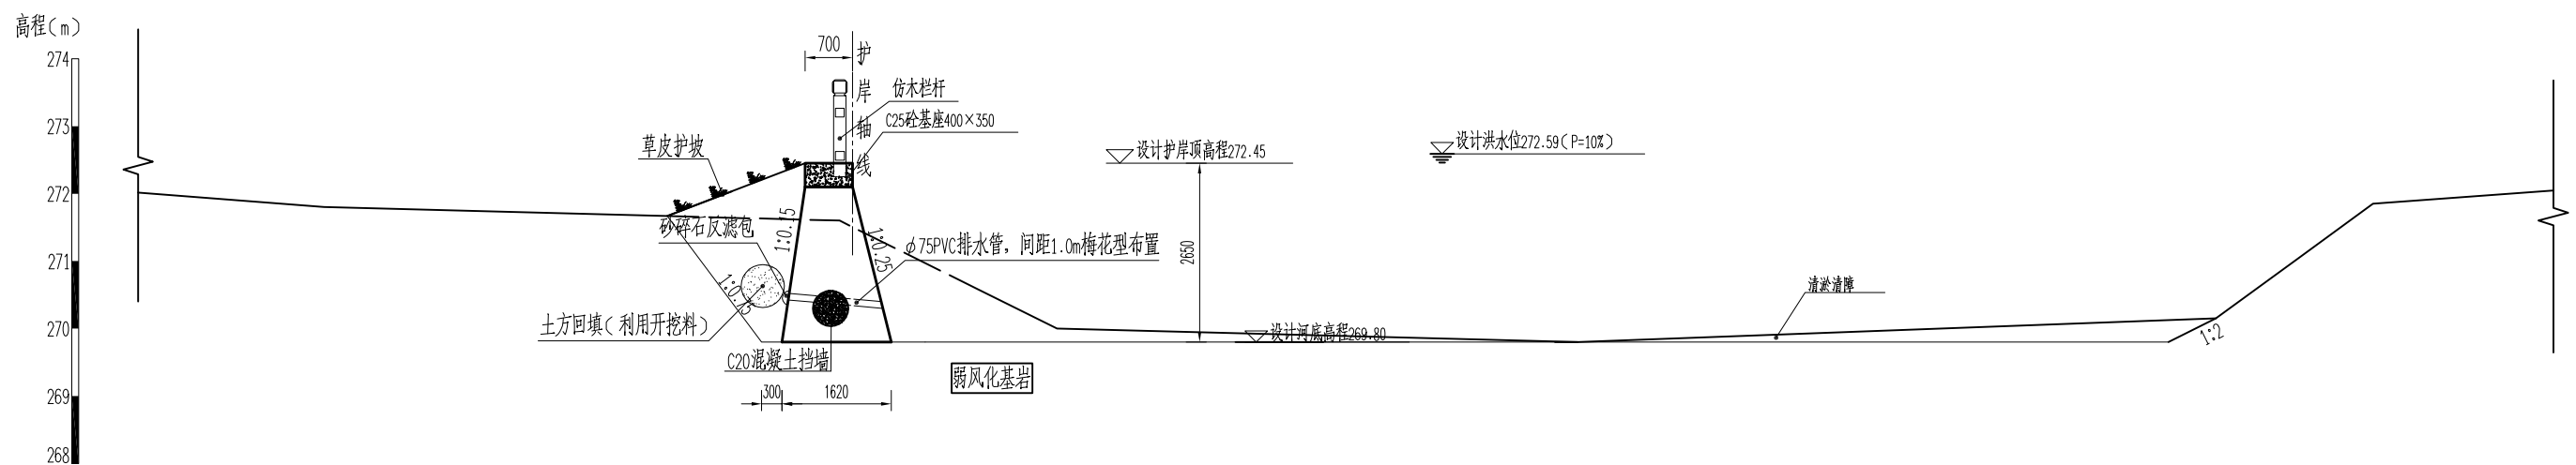 高程(m)
274
273
272
271
270
269
268
700
护岸轴线
仿木栏杆
C25砼基座400×350
草皮护坡
设计护岸顶高程272.45
设计洪水位272.59(P=10%)
砂碎石反滤包
1:0.15
1:0.25
1:0.75
ϕ75PVC排水管，间距1.0m梅花型布置
2650
清淤清障
土方回填(利用开挖料)
设计河底高程269.80
1:2
C20混凝土挡墙
弱风化基岩
300
1620